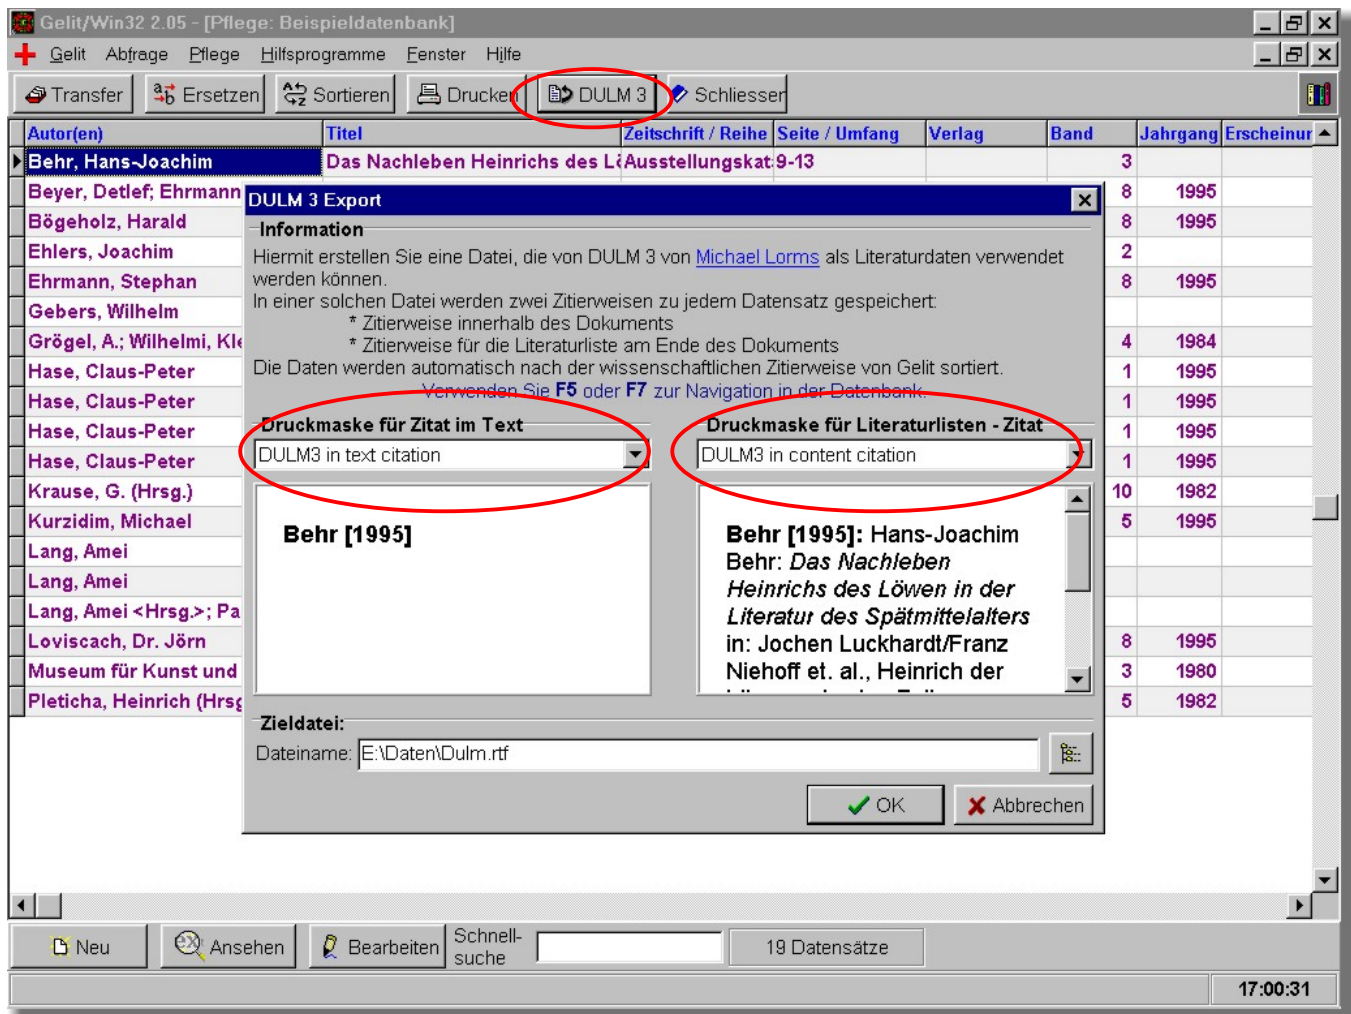 Gelit/Win32 2.05 - [Pflege: Beispieldatenbank]
Gelit Abfrage Pflege Hilfsprogramme Fenster Hilfe
Transfer Ersetzen Sortieren Drucken DULM 3 Schliessen
Autor(en) Titel Zeitschrift / Reihe Seite / Umfang Verlag Band Jahrgang Erscheinur
Behr, Hans-Joachim Das Nachleben Heinrichs des Lö Ausstellungskat 9-13 3
Beyer, Detlef; Ehrmann 8 1995
Bögeholz, Harald 8 1995
Ehlers, Joachim 2
Ehrmann, Stephan 8 1995
Gebers, Wilhelm
Grögel, A.; Wilhelmi, Kle 4 1984
Hase, Claus-Peter 1 1995
Hase, Claus-Peter 1 1995
Hase, Claus-Peter 1 1995
Hase, Claus-Peter 1 1995
Krause, G. (Hrsg.) 10 1982
Kurzidim, Michael 5 1995
Lang, Amei
Lang, Amei
Lang, Amei <Hrsg.>; Pa
Loviscach, Dr. Jörn 8 1995
Museum für Kunst und 3 1980
Pleticha, Heinrich (Hrsg 5 1982
DULM 3 Export
Information
Hiermit erstellen Sie eine Datei, die von DULM 3 von Michael Lorms als Literaturdaten verwendet
werden können.
In einer solchen Datei werden zwei Zitierweisen zu jedem Datensatz gespeichert:
* Zitierweise innerhalb des Dokuments
* Zitierweise für die Literaturliste am Ende des Dokuments
Die Daten werden automatisch nach der wissenschaftlichen Zitierweise von Gelit sortiert.
Verwenden Sie F5 oder F7 zur Navigation in der Datenbank.
Druckmaske für Zitat im Text
DULM3 in text citation
Behr [1995]
Druckmaske für Literaturlisten - Zitat
DULM3 in content citation
Behr [1995]: Hans-Joachim
Behr: Das Nachleben
Heinrichs des Löwen in der
Literatur des Spätmittelalters
in: Jochen Luckhardt/Franz
Niehoff et. al., Heinrich der
Zieldatei:
Dateiname: E:\Daten\Dulm.rtf
OK Abbrechen
Neu Ansehen Bearbeiten Schnell-
suche
19 Datensätze
17:00:31